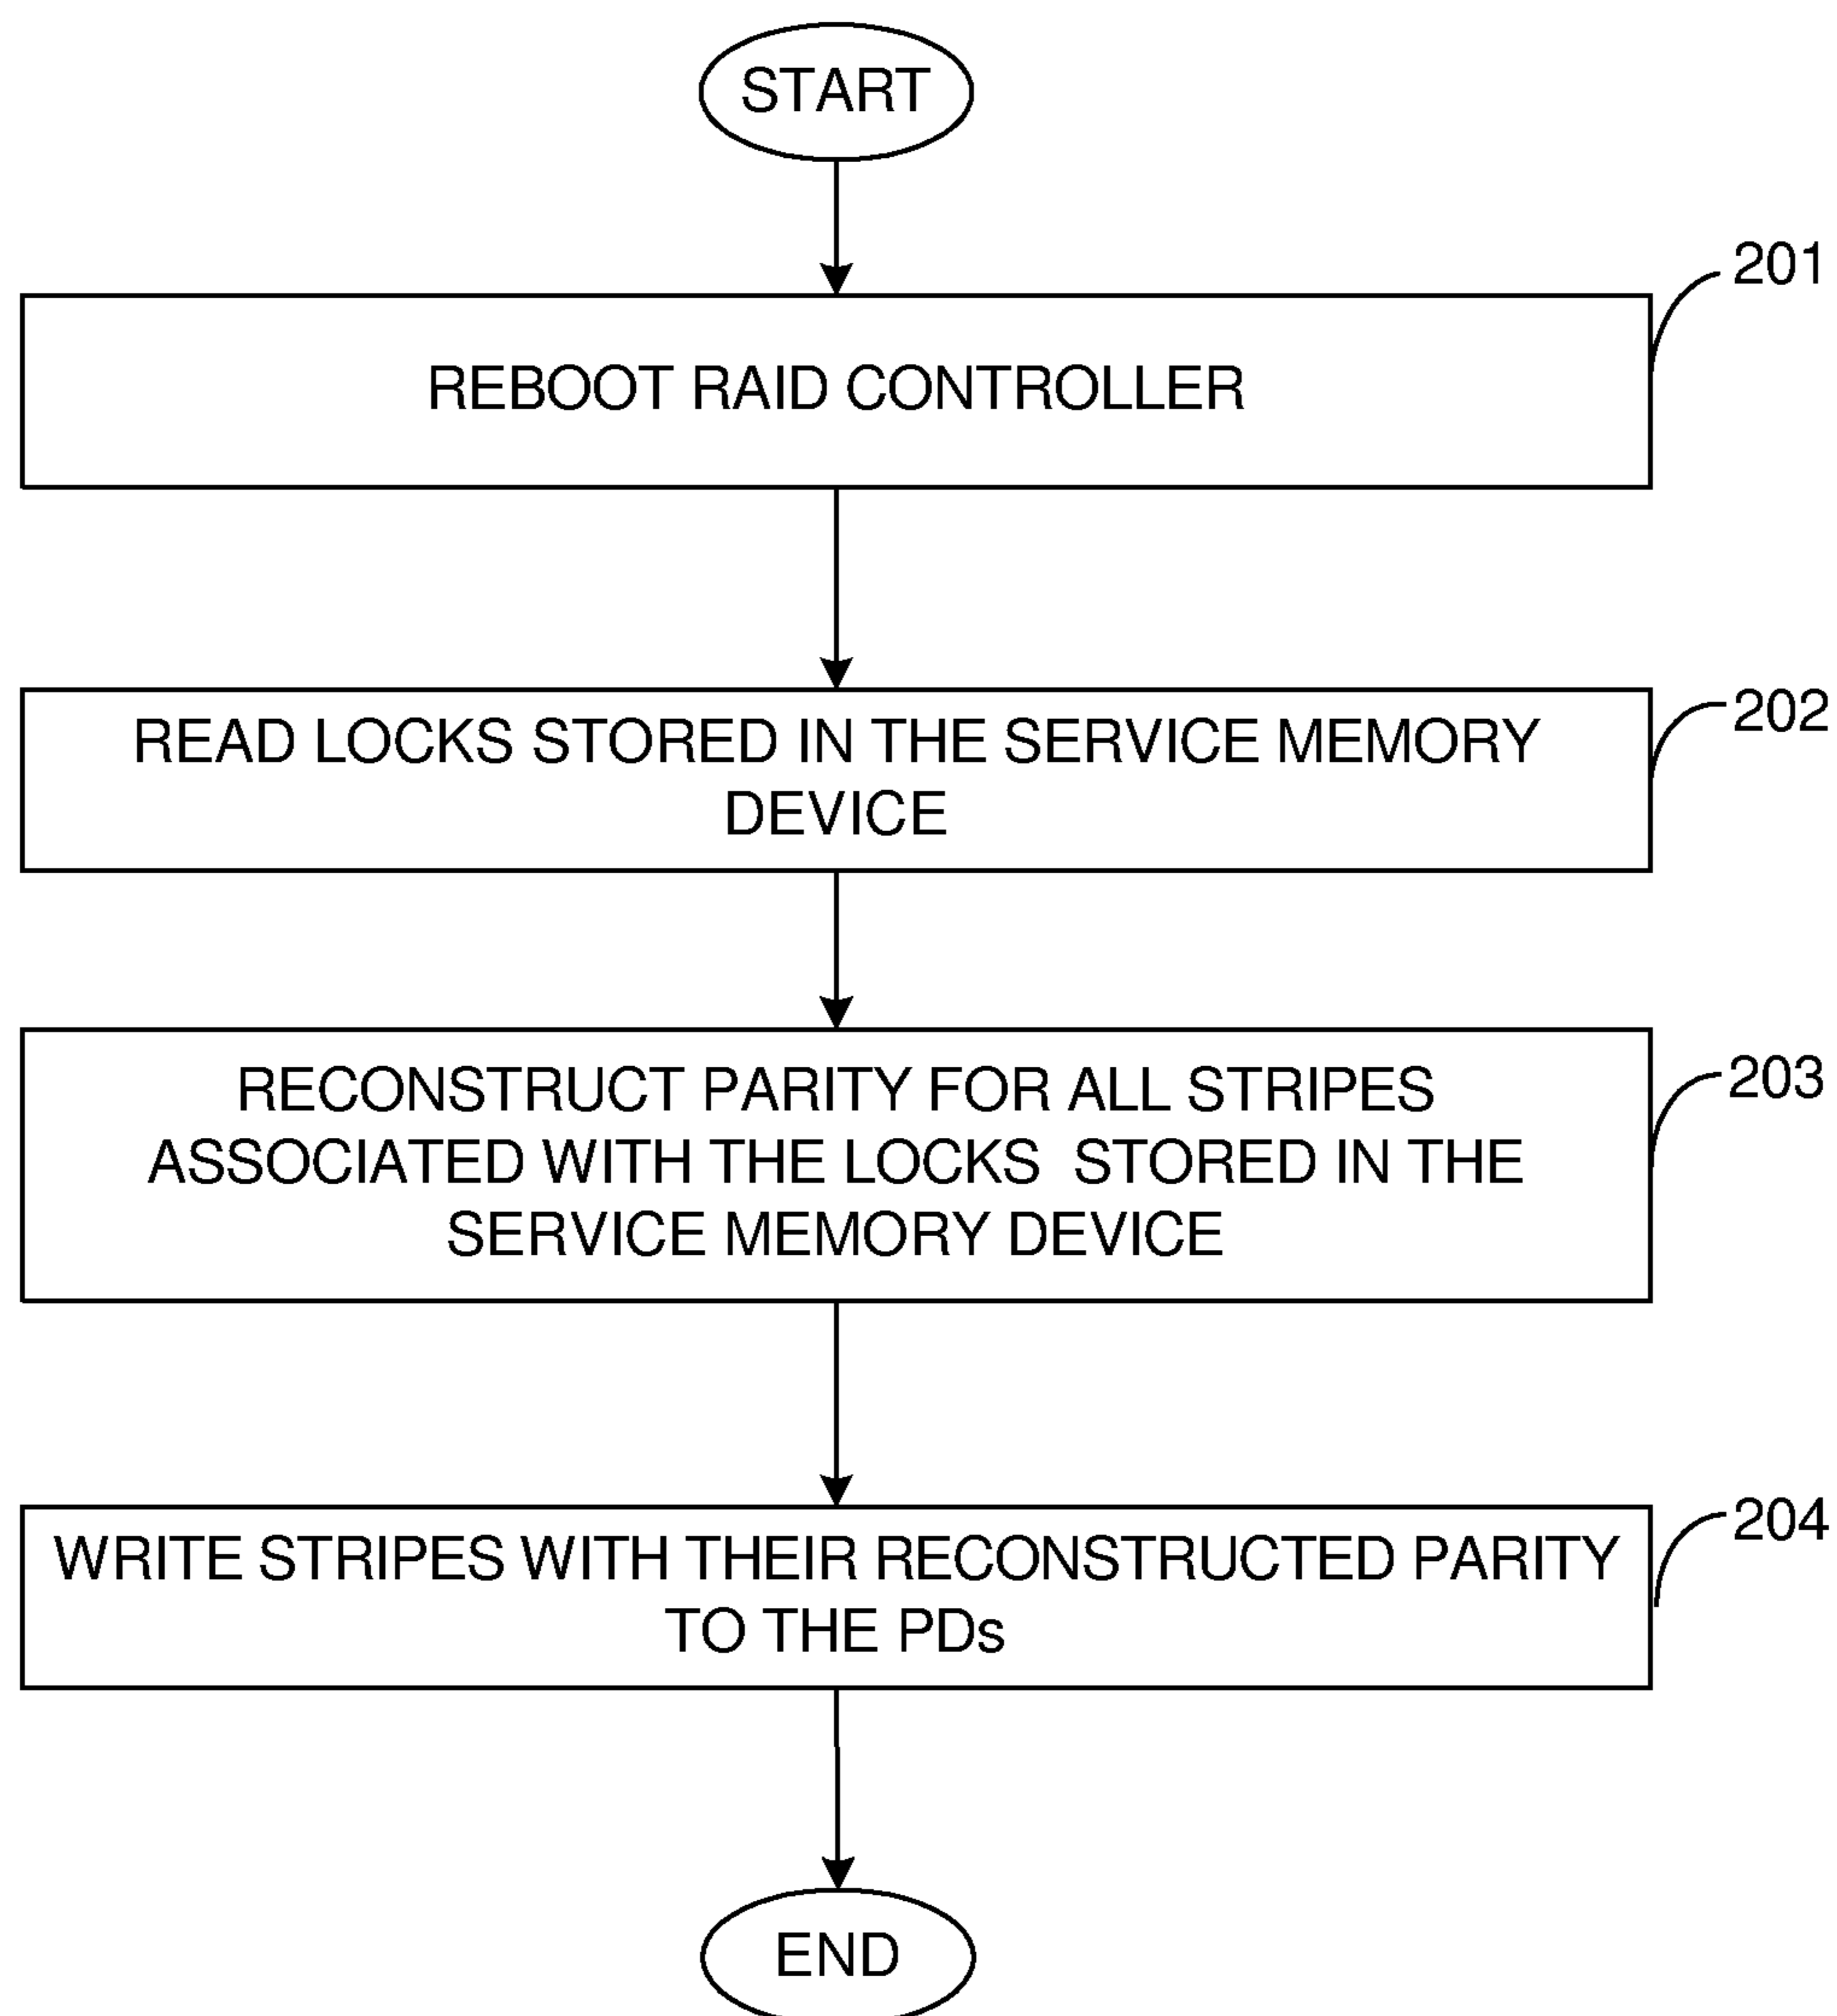 START
201
REBOOT RAID CONTROLLER
202
READ LOCKS STORED IN THE SERVICE MEMORY
DEVICE
203
RECONSTRUCT PARITY FOR ALL STRIPES
ASSOCIATED WITH THE LOCKS STORED IN THE
SERVICE MEMORY DEVICE
204
WRITE STRIPES WITH THEIR RECONSTRUCTED PARITY
TO THE PDs
END